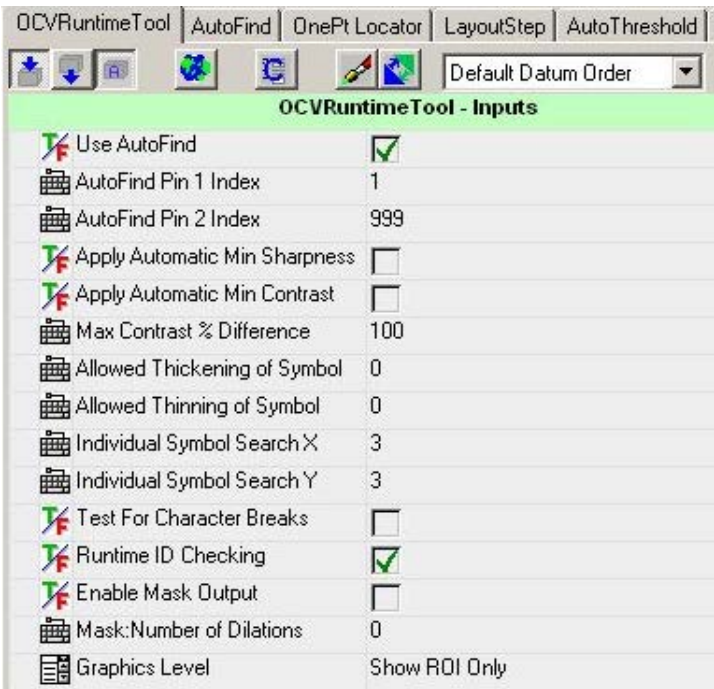 OCVRuntimeTool AutoFind OnePt Locator LayoutStep AutoThreshold
A Default Datum Order
OCVRuntimeTool - Inputs
T/F Use AutoFind
AutoFind Pin 1 Index 1
AutoFind Pin 2 Index 999
T/F Apply Automatic Min Sharpness
T/F Apply Automatic Min Contrast
Max Contrast % Difference 100
Allowed Thickening of Symbol 0
Allowed Thinning of Symbol 0
Individual Symbol Search X 3
Individual Symbol Search Y 3
T/F Test For Character Breaks
T/F Runtime ID Checking
T/F Enable Mask Output
Mask:Number of Dilations 0
Graphics Level Show ROI Only